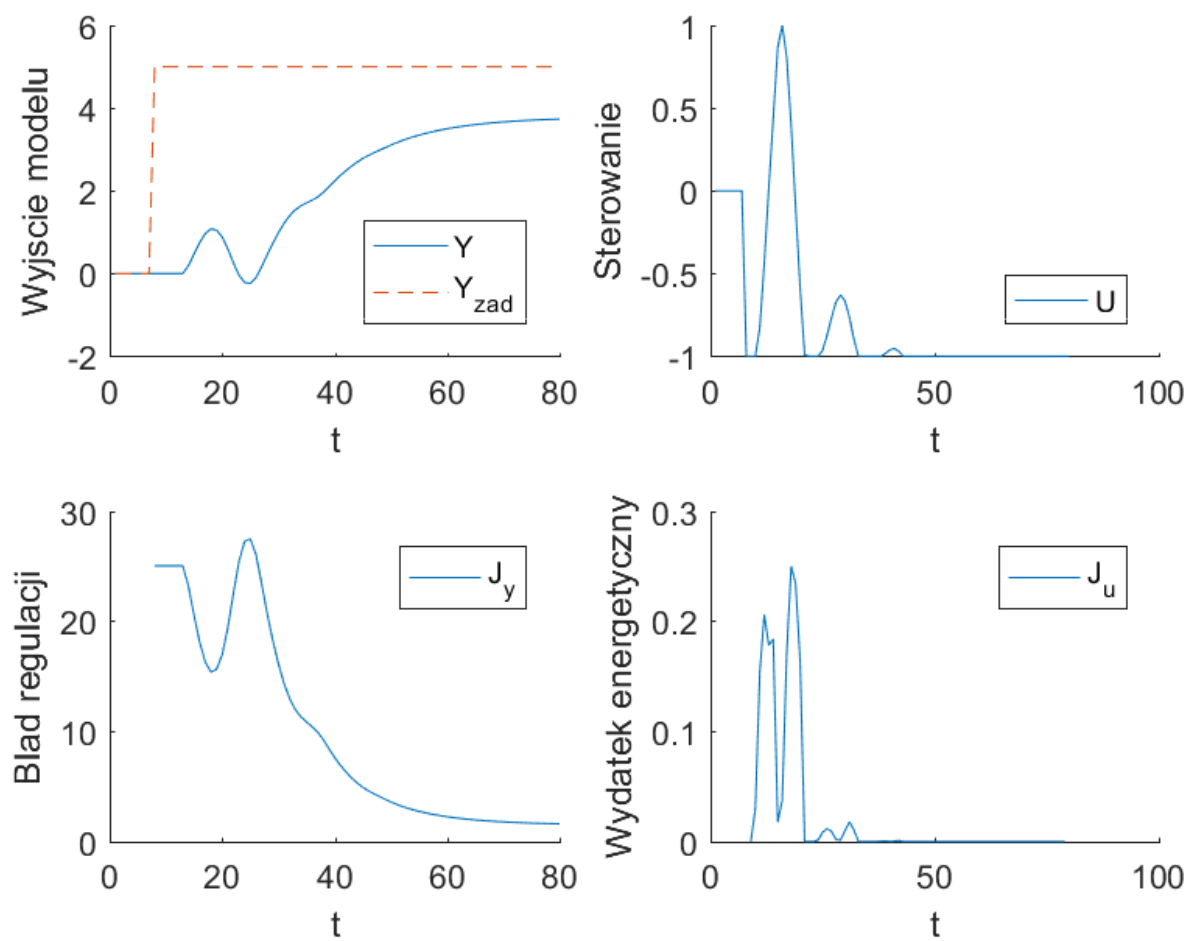 Wyjscie modelu
6
4
2
0
-2
0 20 40 60 80
t
Y
Y_zad
Sterowanie
1
0.5
0
-0.5
-1
0 50 100
t
U
Blad regulacji
30
20
10
0
0 20 40 60 80
t
J_y
Wydatek energetyczny
0.3
0.2
0.1
0
0 50 100
t
J_u